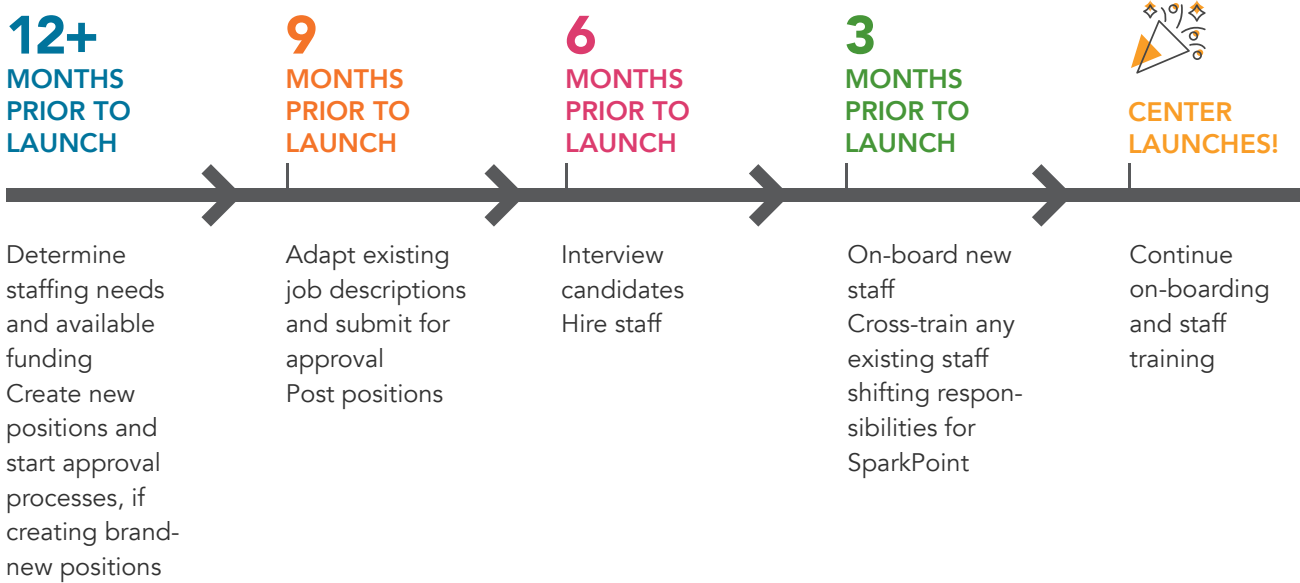 12+
MONTHS
PRIOR TO
LAUNCH
Determine
staffing needs
and available
funding
Create new
positions and
start approval
processes, if
creating brand-
new positions
9
MONTHS
PRIOR TO
LAUNCH
Adapt existing
job descriptions
and submit for
approval
Post positions
6
MONTHS
PRIOR TO
LAUNCH
Interview
candidates
Hire staff
3
MONTHS
PRIOR TO
LAUNCH
On-board new
staff
Cross-train any
existing staff
shifting respon-
sibilities for
SparkPoint
CENTER
LAUNCHES!
Continue
on-boarding
and staff
training